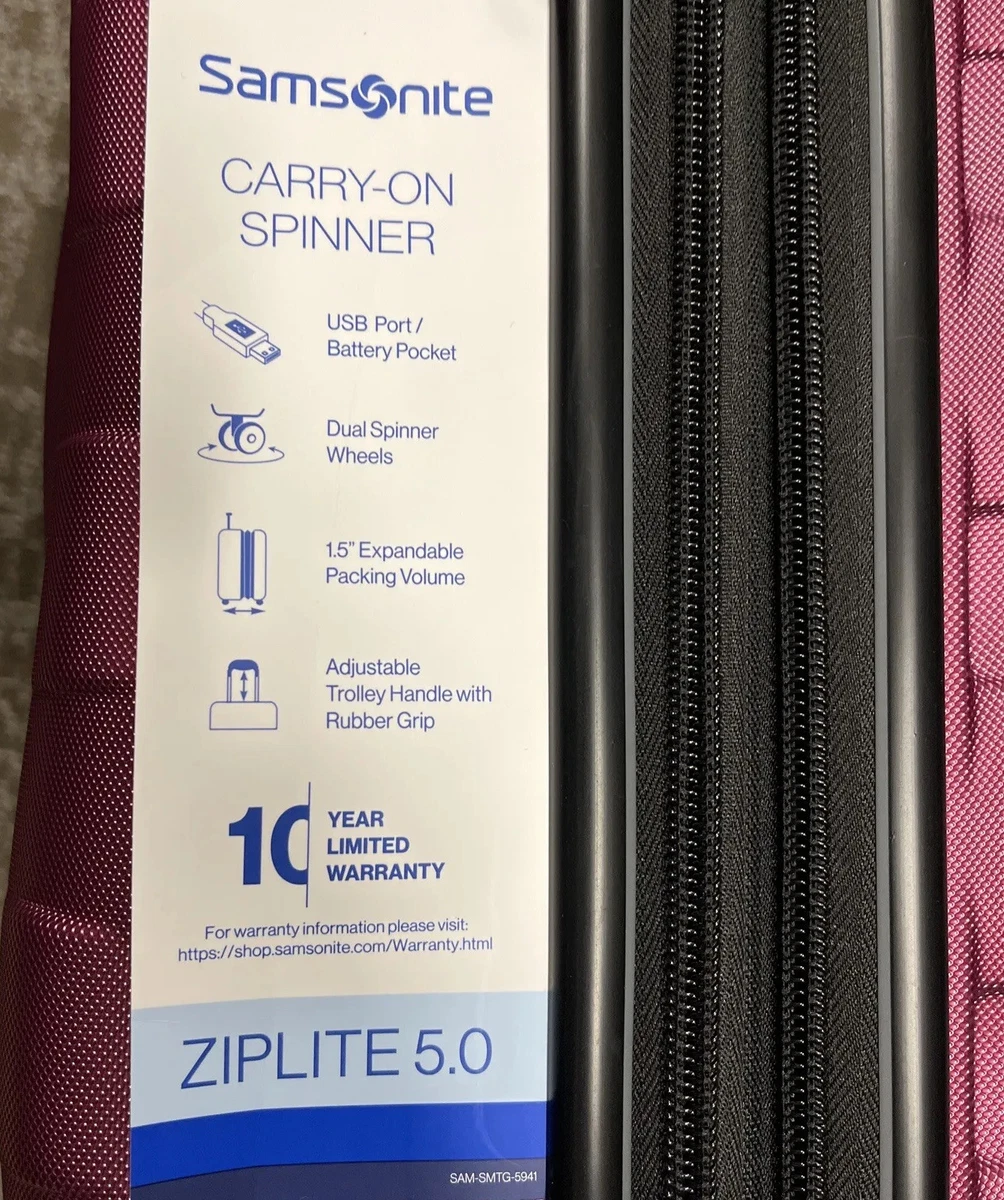 Samsonite
CARRY-ON
SPINNER
USB Port /
Battery Pocket
Dual Spinner
Wheels
1.5” Expandable
Packing Volume
Adjustable
Trolley Handle with
Rubber Grip
10 YEAR
LIMITED
WARRANTY
For warranty information please visit:
https://shop.samsonite.com/Warranty.html
ZIPLITE 5.0
SAM-SMTG-5941